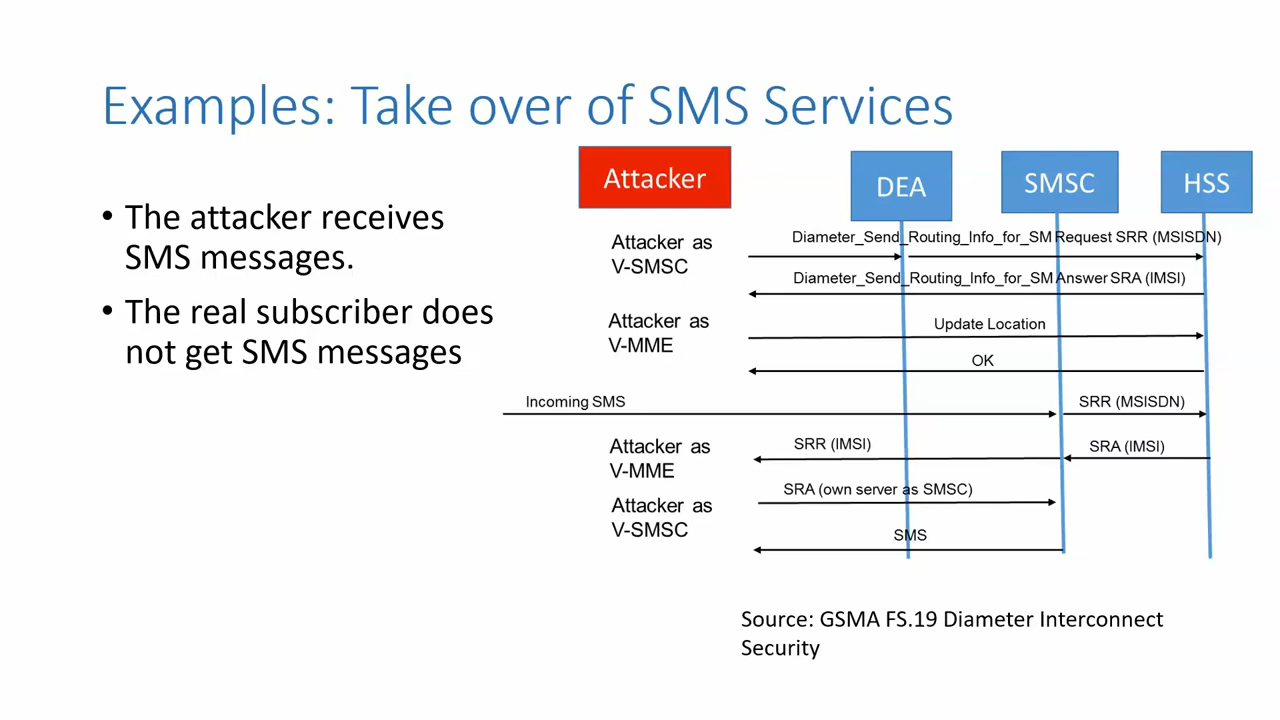 Examples: Take over of SMS Services
• The attacker receives
SMS messages.
• The real subscriber does
not get SMS messages
Attacker
DEA
SMSC
HSS
Attacker as
V-SMSC
Diameter_Send_Routing_Info_for_SM Request SRR (MSISDN)
Diameter_Send_Routing_Info_for_SM Answer SRA (IMSI)
Attacker as
V-MME
Update Location
OK
Incoming SMS
SRR (MSISDN)
Attacker as
V-MME
SRR (IMSI)
SRA (IMSI)
SRA (own server as SMSC)
Attacker as
V-SMSC
SMS
Source: GSMA FS.19 Diameter Interconnect
Security